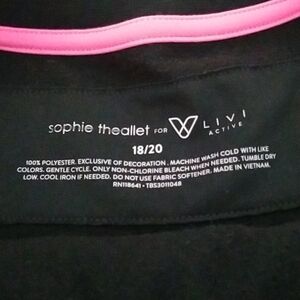 sophie theallet FOR LIVI ACTIVE
18/20
100% POLYESTER. EXCLUSIVE OF DECORATION. MACHINE WASH COLD WITH LIKE
COLORS. GENTLE CYCLE. ONLY NON-CHLORINE BLEACH WHEN NEEDED. TUMBLE DRY
LOW. COOL IRON IF NEEDED. DO NOT USE FABRIC SOFTENER. MADE IN VIETNAM.
RN118641 • TBS3011048